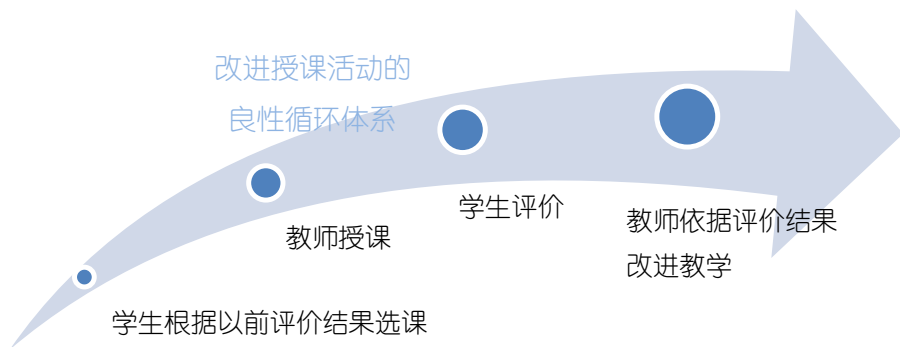 改进授课活动的
良性循环体系
学生根据以前评价结果选课
教师授课
学生评价
教师依据评价结果
改进教学